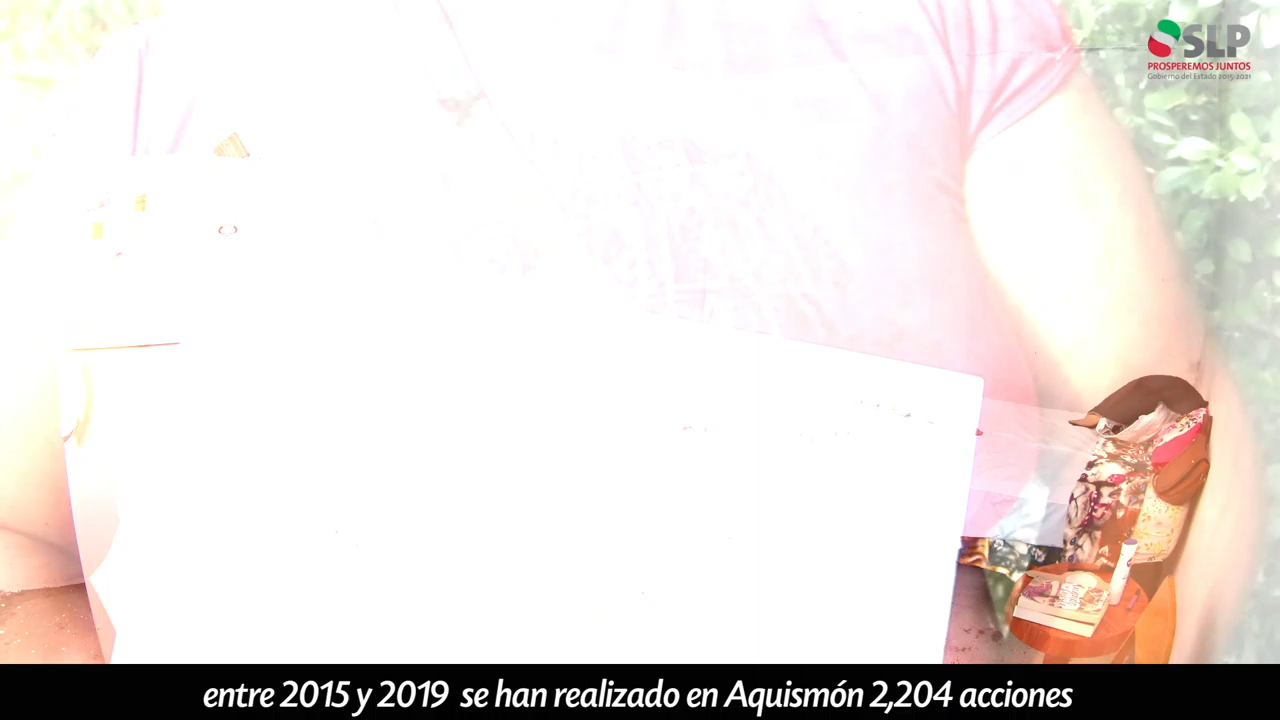 SLP
PROSPEREMOS JUNTOS
Gobierno del Estado 2015-2021
entre 2015 y 2019 se han realizado en Aquismón 2,204 acciones